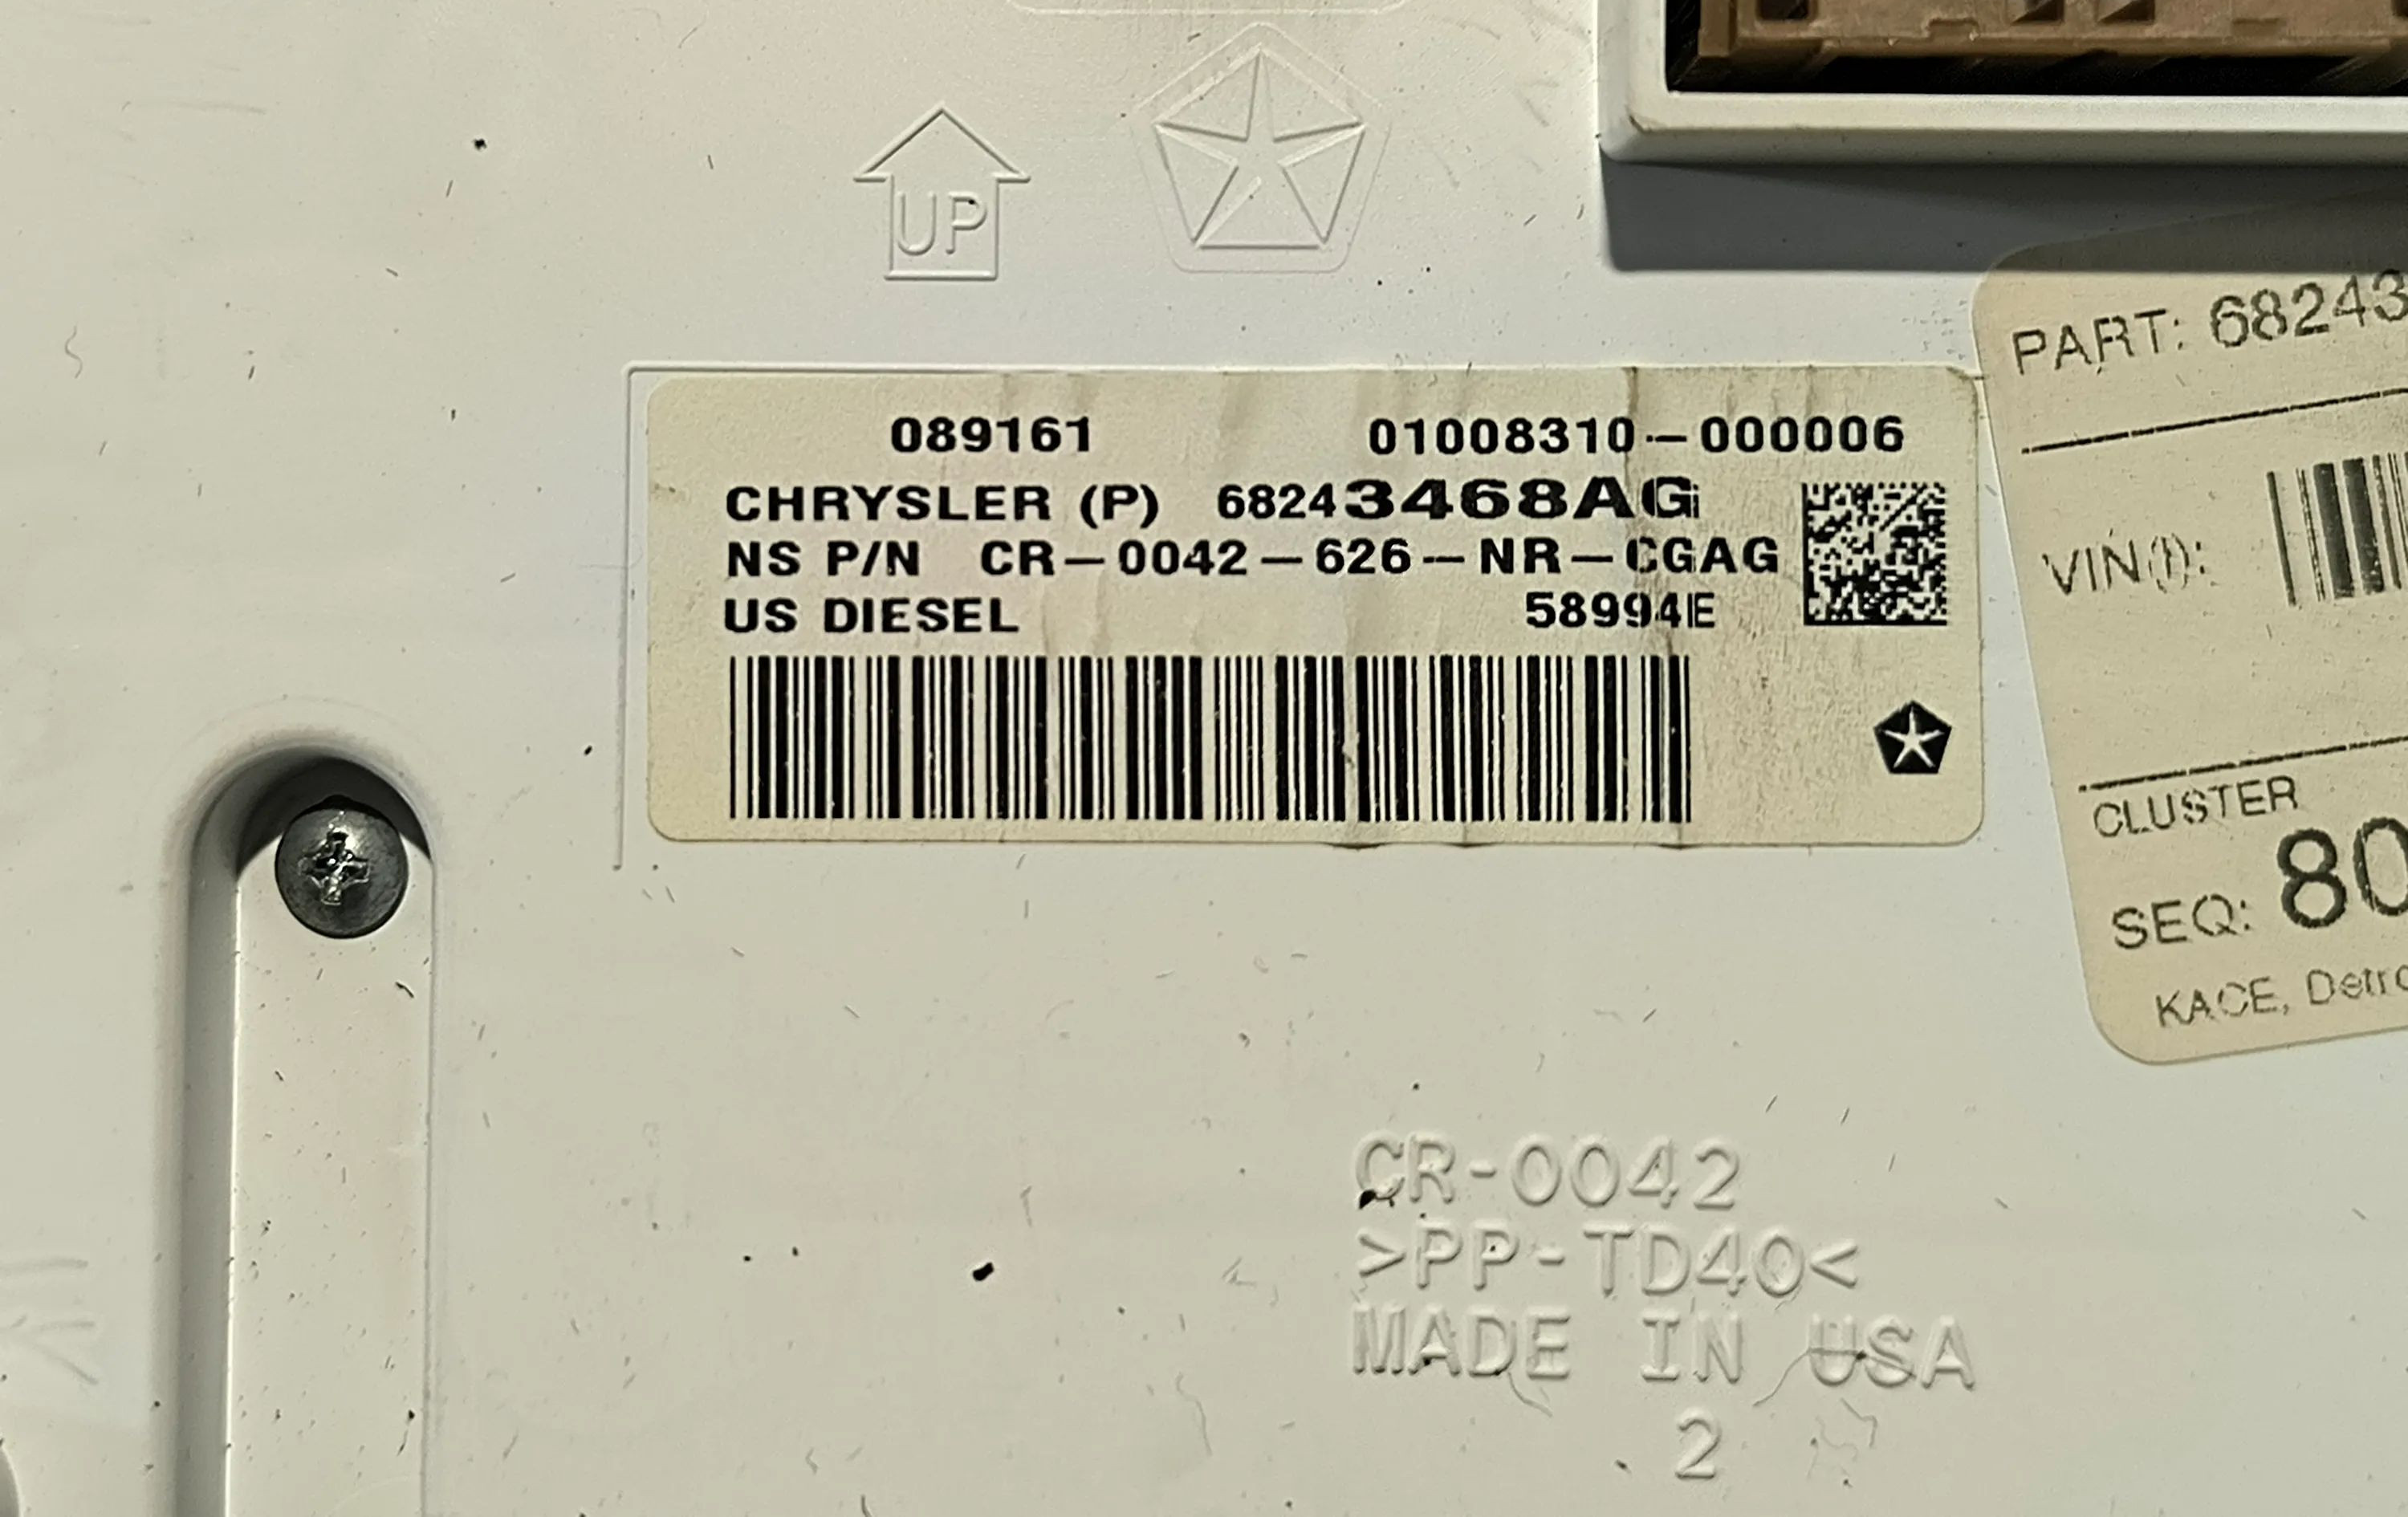 UP
089161 01008310-000006
CHRYSLER (P) 68243468AG
NS P/N CR-0042-626-NR-CGAG
US DIESEL 58994E
PART: 68243
VIN(I):
CLUSTER
SEQ: 80
KACE, Detro
CR-0042
>PP-TD40<
MADE IN USA
2